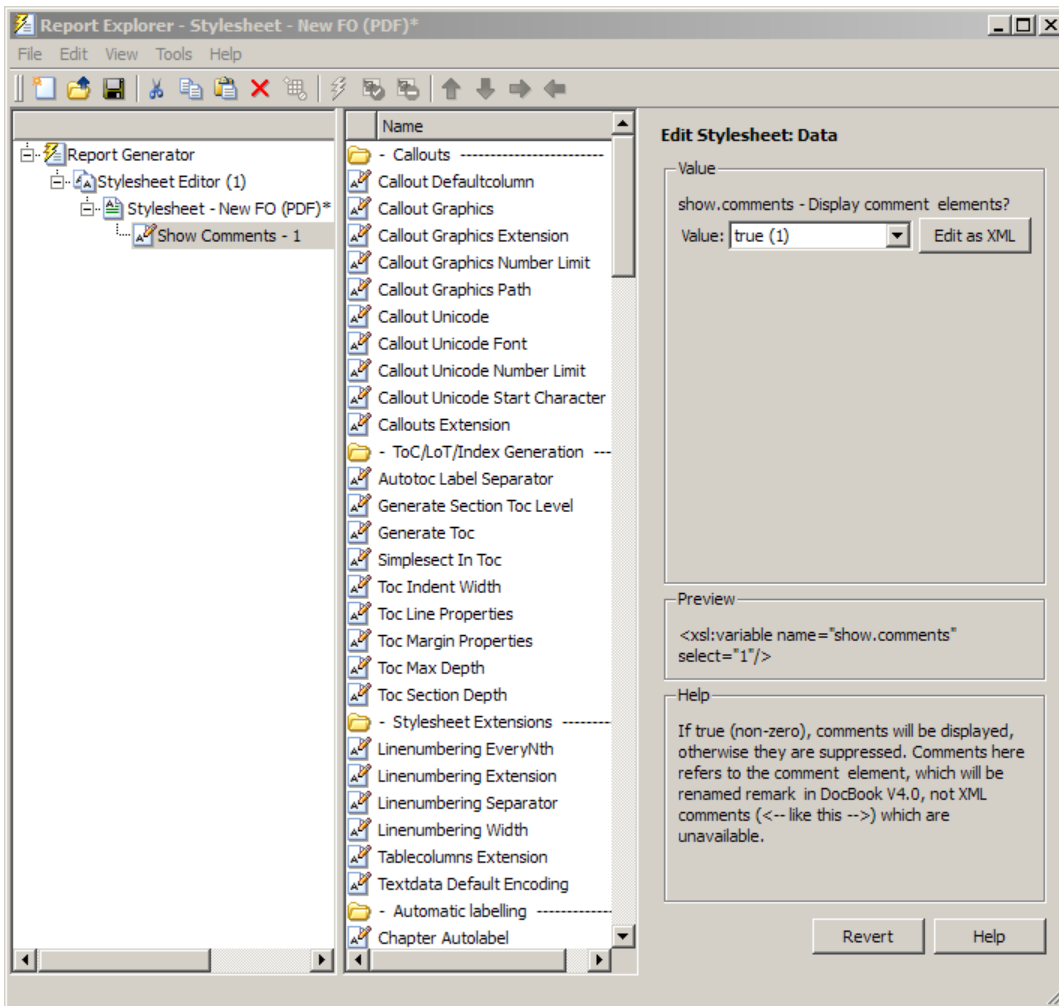 Report Explorer - Stylesheet - New FO (PDF)*
File Edit View Tools Help
Report Generator
Stylesheet Editor (1)
Stylesheet - New FO (PDF)*
Show Comments - 1
Name
- Callouts ------------------------
Callout Defaultcolumn
Callout Graphics
Callout Graphics Extension
Callout Graphics Number Limit
Callout Graphics Path
Callout Unicode
Callout Unicode Font
Callout Unicode Number Limit
Callout Unicode Start Character
Callouts Extension
- ToC/LoT/Index Generation ---
Autotoc Label Separator
Generate Section Toc Level
Generate Toc
Simplesect In Toc
Toc Indent Width
Toc Line Properties
Toc Margin Properties
Toc Max Depth
Toc Section Depth
- Stylesheet Extensions --------
Linenumbering EveryNth
Linenumbering Extension
Linenumbering Separator
Linenumbering Width
Tablecolumns Extension
Textdata Default Encoding
- Automatic labelling ------------
Chapter Autolabel
Edit Stylesheet: Data
Value
show.comments - Display comment elements?
Value: true (1) Edit as XML
Preview
<xsl:variable name="show.comments"
select="1"/>
Help
If true (non-zero), comments will be displayed,
otherwise they are suppressed. Comments here
refers to the comment element, which will be
renamed remark in DocBook V4.0, not XML
comments (<-- like this -->) which are
unavailable.
Revert Help